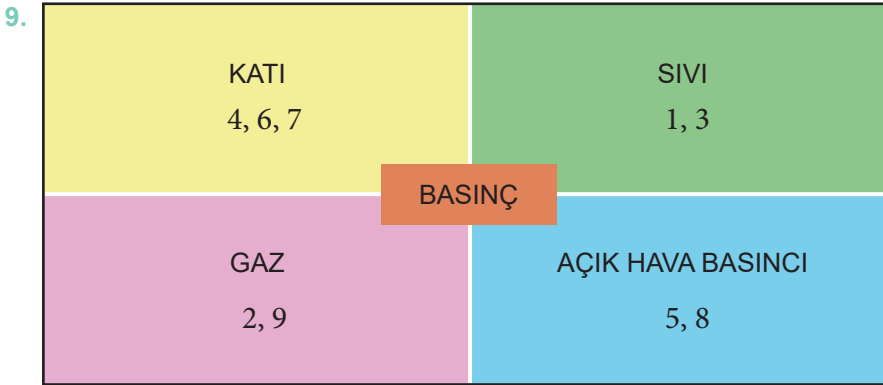 9.
KATI
4, 6, 7
SIVI
1, 3
BASINÇ
GAZ
2, 9
AÇIK HAVA BASINCI
5, 8